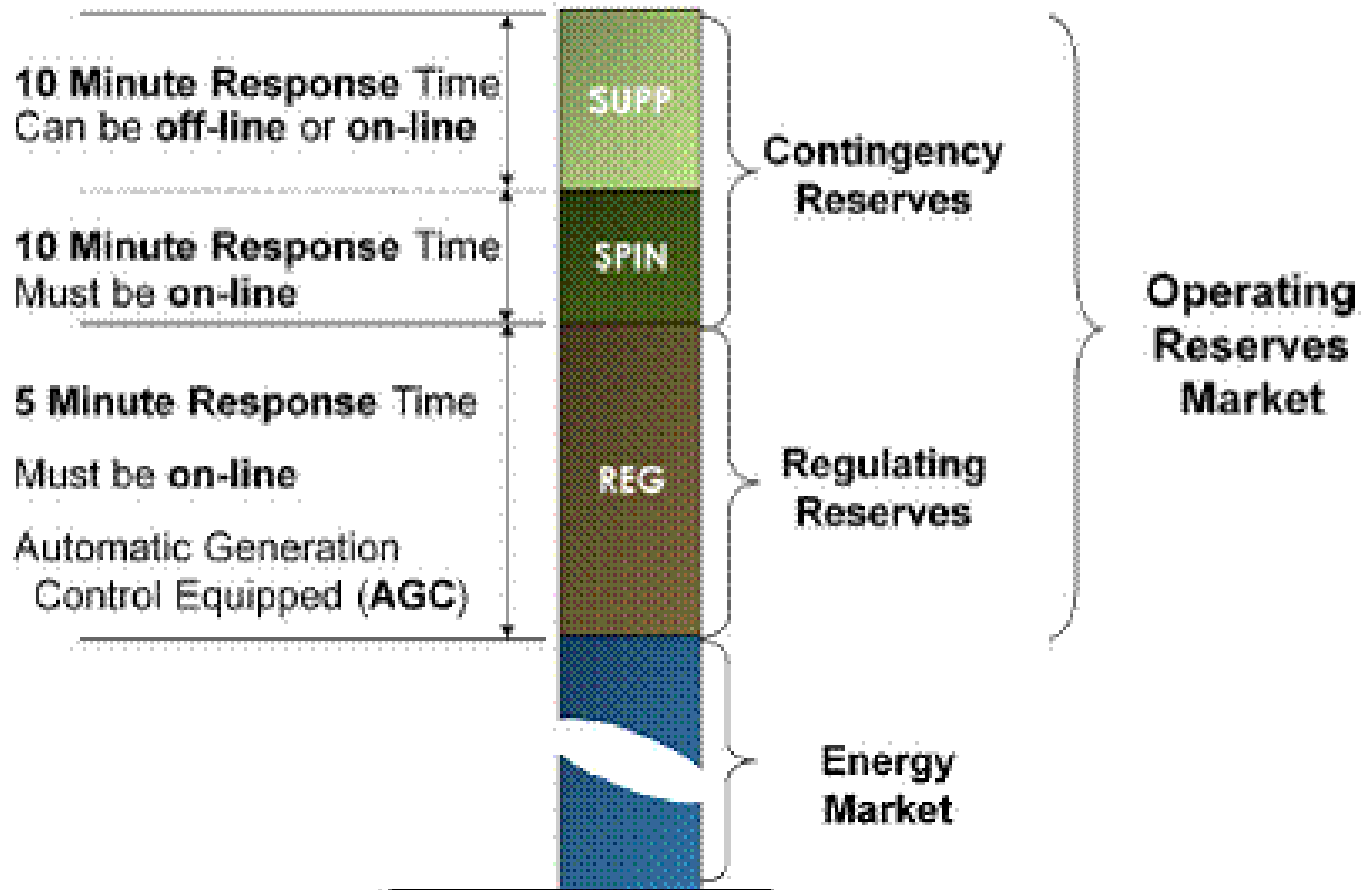 10 Minute Response Time
Can be off-line or on-line
SUPP
Contingency
Reserves
10 Minute Response Time
Must be on-line
SPIN
Operating
Reserves
Market
5 Minute Response Time
Must be on-line
Automatic Generation
Control Equipped (AGC)
REG
Regulating
Reserves
Energy
Market